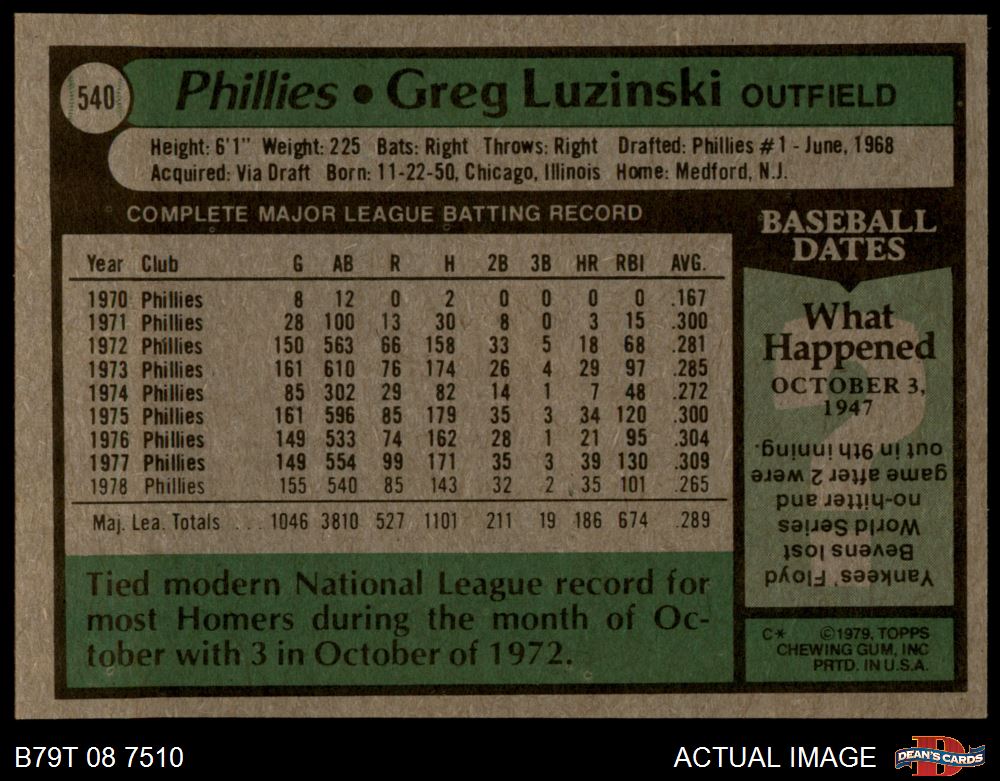 540
Phillies • Greg Luzinski OUTFIELD
Height: 6'1" Weight: 225 Bats: Right Throws: Right Drafted: Phillies #1 - June, 1968
Acquired: Via Draft Born: 11-22-50, Chicago, Illinois Home: Medford, N.J.
COMPLETE MAJOR LEAGUE BATTING RECORD
Year Club G AB R H 2B 3B HR RBI AVG.
1970 Phillies 8 12 0 2 0 0 0 0 .167
1971 Phillies 28 100 13 30 8 0 3 15 .300
1972 Phillies 150 563 66 158 33 5 18 68 .281
1973 Phillies 161 610 76 174 26 4 29 97 .285
1974 Phillies 85 302 29 82 14 1 7 48 .272
1975 Phillies 161 596 85 179 35 3 34 120 .300
1976 Phillies 149 533 74 162 28 1 21 95 .304
1977 Phillies 149 554 99 171 35 3 39 130 .309
1978 Phillies 155 540 85 143 32 2 35 101 .265
Maj. Lea. Totals ... 1046 3810 527 1101 211 19 186 674 .289
Tied modern National League record for
most Homers during the month of Oc-
tober with 3 in October of 1972.
BASEBALL
DATES
What
Happened
OCTOBER 3,
1947
Yankees' Floyd
Bevens lost
World Series
no-hitter and
game after 2 were
out in 9th inning.
C* ©1979, TOPPS
CHEWING GUM, INC
PRTD. IN U.S.A.
B79T 08 7510
ACTUAL IMAGE
D
DEAN'S CARDS